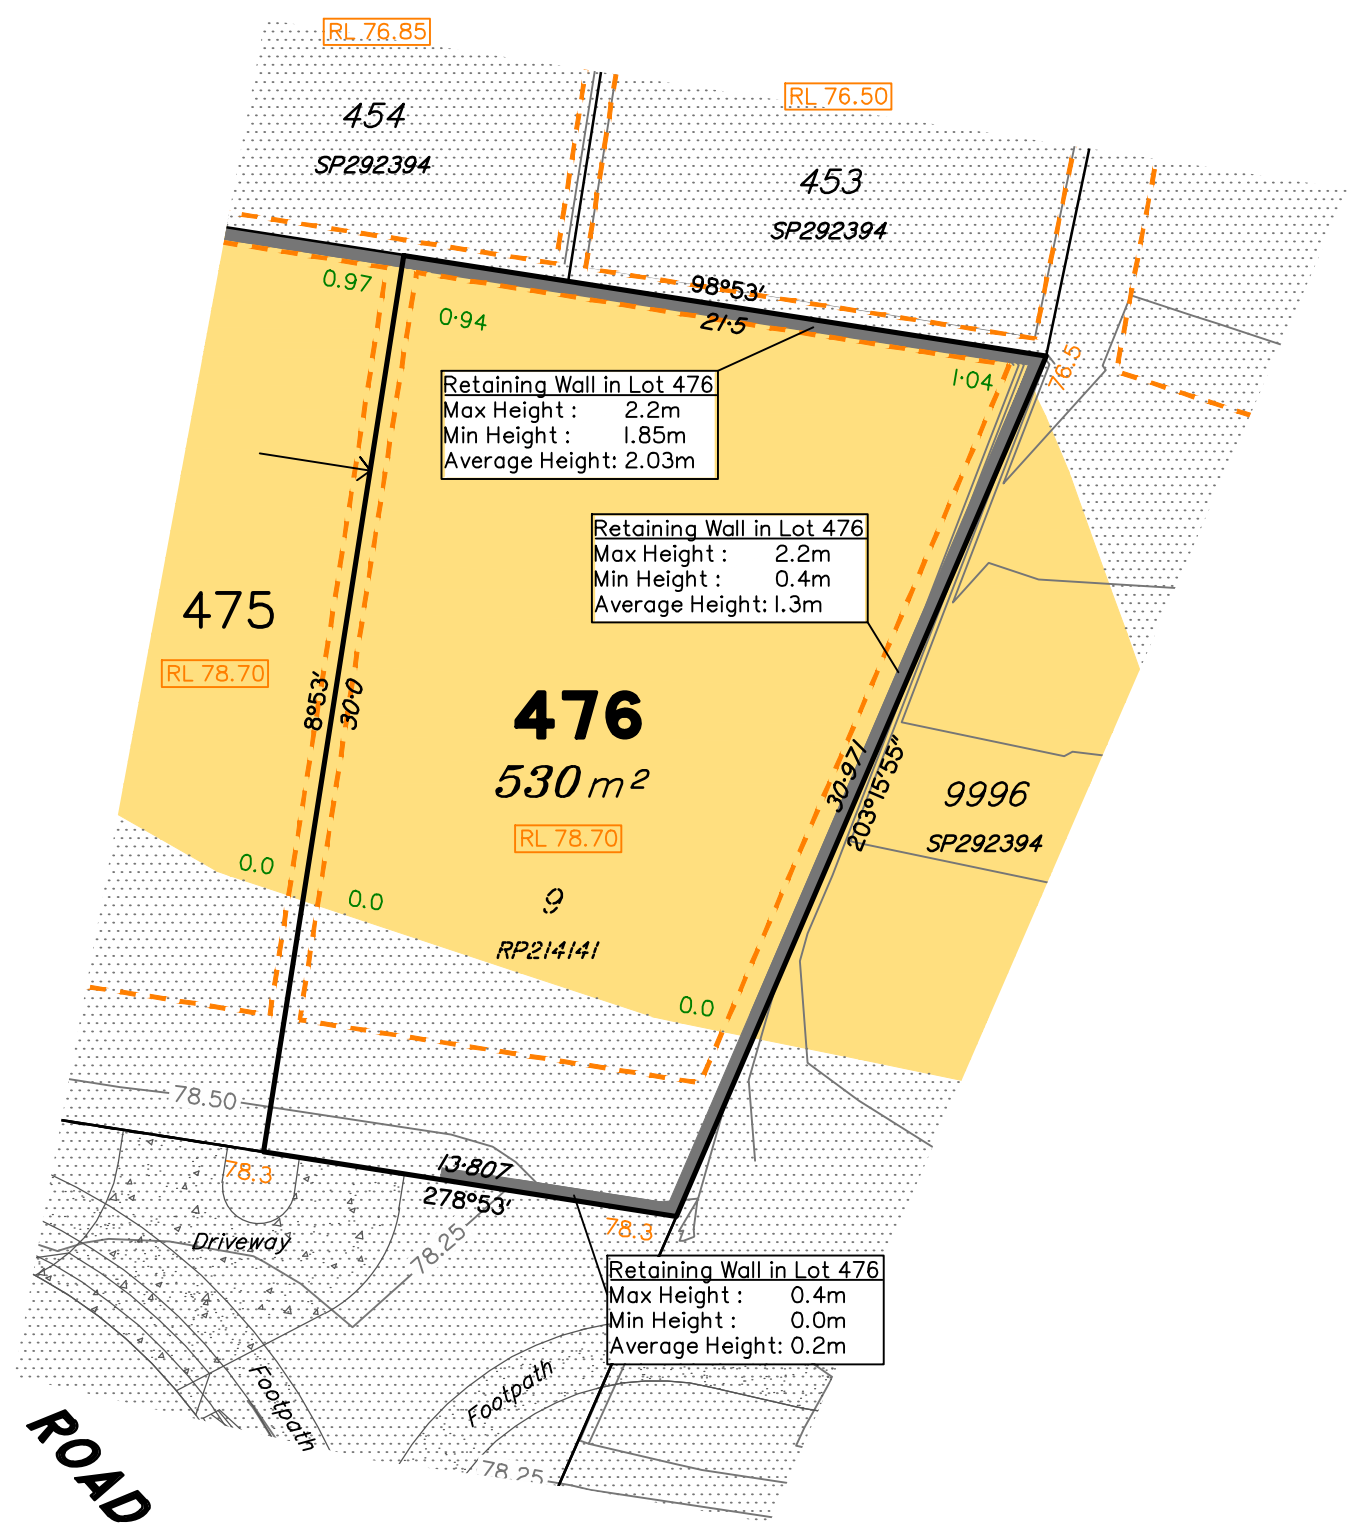 RL 76.85
RL 76.50
454
SP292394
453
SP292394
98°53'
21·5
0.97
0·94
1·04
76.5
Retaining Wall in Lot 476
Max Height : 2.2m
Min Height : 1.85m
Average Height: 2.03m
Retaining Wall in Lot 476
Max Height : 2.2m
Min Height : 0.4m
Average Height: 1.3m
475
RL 78.70
8°53'
30·0
476
530 m²
RL 78.70
30·971
203°15'55"
9996
SP292394
0.0
0.0
9
RP214141
0.0
78.50
78.3
13·807
278°53'
78.3
Driveway
78.25
Retaining Wall in Lot 476
Max Height : 0.4m
Min Height : 0.0m
Average Height: 0.2m
Footpath
Footpath
78.25
ROAD